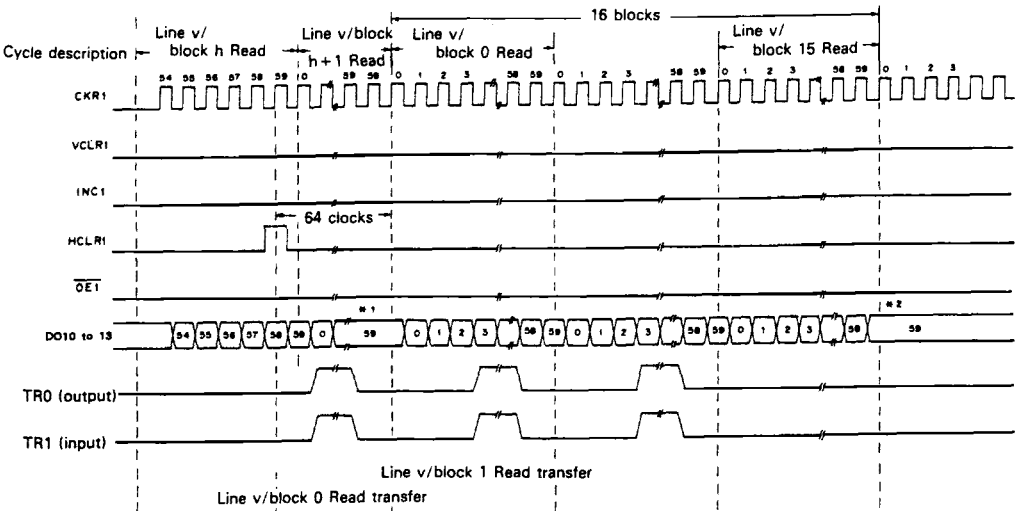 16 blocks
Line v/ block h Read
Line v/block h+1 Read
Line v/ block 0 Read
Line v/ block 15 Read
Cycle description
54 55 56 57 58 59 0 59 0 1 2 3 58 59 0 1 2 3 58 59 0 1 2 3 58 59 0 1 2 3
CKR1
VCLR1
INC1
64 clocks
HCLR1
OE1
*1 *2
DO10 to 13 54 55 56 57 58 59 0 59 0 1 2 3 58 59 0 1 2 3 58 59 0 1 2 3 58 59
TR0 (output)
TR1 (input)
Line v/block 1 Read transfer
Line v/block 0 Read transfer